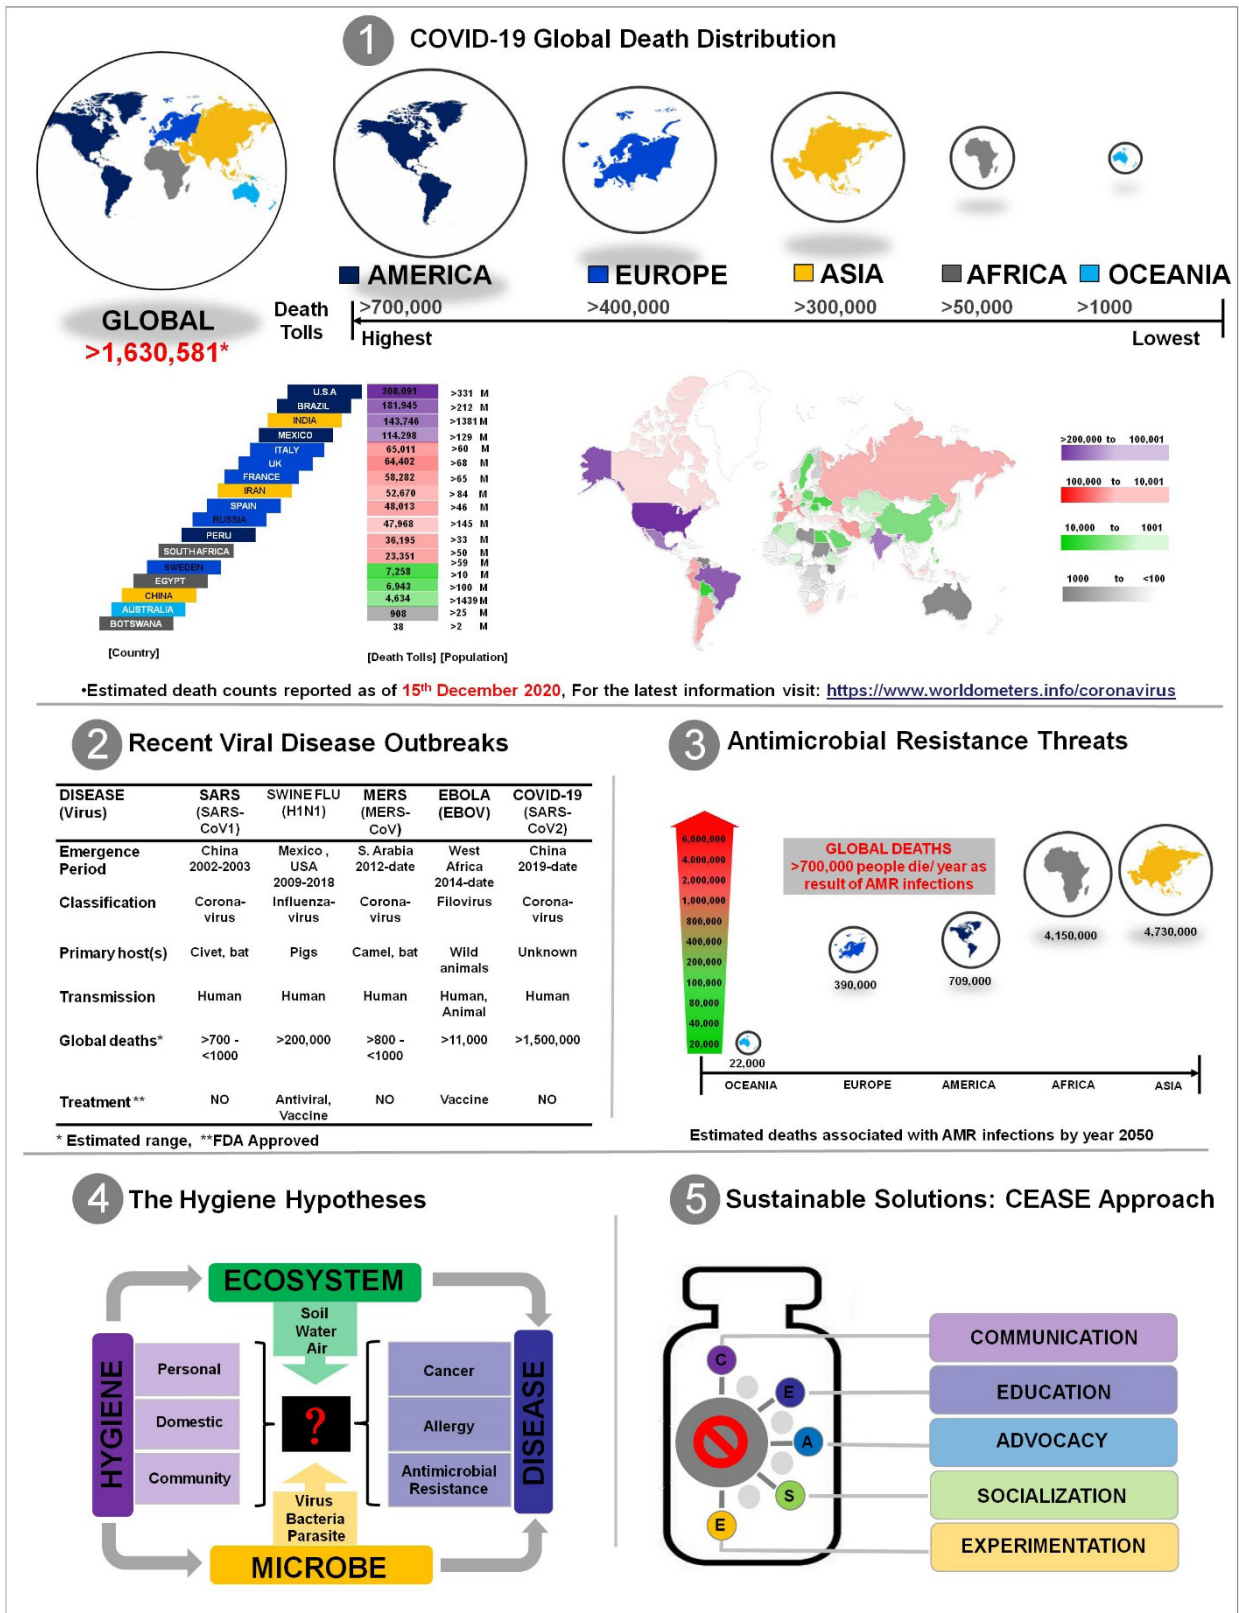 1 COVID-19 Global Death Distribution
AMERICA
EUROPE
ASIA
AFRICA
OCEANIA
GLOBAL
>1,630,581*
Death
Tolls
>700,000
>400,000
>300,000
>50,000
>1000
Highest
Lowest
U.S.A 308,091 >331 M
BRAZIL 181,945 >212 M
INDIA 143,746 >1381 M
MEXICO 114,298 >129 M
ITALY 65,011 >60 M
UK 64,402 >68 M
FRANCE 58,282 >65 M
IRAN 52,670 >84 M
SPAIN 48,013 >46 M
RUSSIA 47,968 >145 M
PERU 36,195 >33 M
SOUTH AFRICA 23,351 >50 M
>59 M
SWEDEN 7,258 >10 M
EGYPT 6,943 >100 M
CHINA 4,634 >1439 M
AUSTRALIA 908 >25 M
BOTSWANA 38 >2 M
[Country]
[Death Tolls] [Population]
>200,000 to 100,001
100,000 to 10,001
10,000 to 1001
1000 to <100
•Estimated death counts reported as of 15th December 2020, For the latest information visit: https://www.worldometers.info/coronavirus
2 Recent Viral Disease Outbreaks
DISEASE
(Virus)
SARS
(SARS-
CoV1)
SWINE FLU
(H1N1)
MERS
(MERS-
CoV)
EBOLA
(EBOV)
COVID-19
(SARS-
CoV2)
Emergence
Period
China
2002-2003
Mexico ,
USA
2009-2018
S. Arabia
2012-date
West
Africa
2014-date
China
2019-date
Classification
Corona-
virus
Influenza-
virus
Corona-
virus
Filovirus
Corona-
virus
Primary host(s)
Civet, bat
Pigs
Camel, bat
Wild
animals
Unknown
Transmission
Human
Human
Human
Human,
Animal
Human
Global deaths*
>700 -
<1000
>200,000
>800 -
<1000
>11,000
>1,500,000
Treatment **
NO
Antiviral,
Vaccine
NO
Vaccine
NO
* Estimated range, **FDA Approved
3 Antimicrobial Resistance Threats
6,000,000
4,000,000
2,000,000
1,000,000
800,000
400,000
200,000
100,000
80,000
40,000
20,000
GLOBAL DEATHS
>700,000 people die/ year as
result of AMR infections
22,000
390,000
709,000
4,150,000
4,730,000
OCEANIA
EUROPE
AMERICA
AFRICA
ASIA
Estimated deaths associated with AMR infections by year 2050
4 The Hygiene Hypotheses
ECOSYSTEM
Soil
Water
Air
HYGIENE
Personal
Domestic
Community
?
Cancer
Allergy
Antimicrobial
Resistance
DISEASE
Virus
Bacteria
Parasite
MICROBE
5 Sustainable Solutions: CEASE Approach
C
E
A
S
E
COMMUNICATION
EDUCATION
ADVOCACY
SOCIALIZATION
EXPERIMENTATION